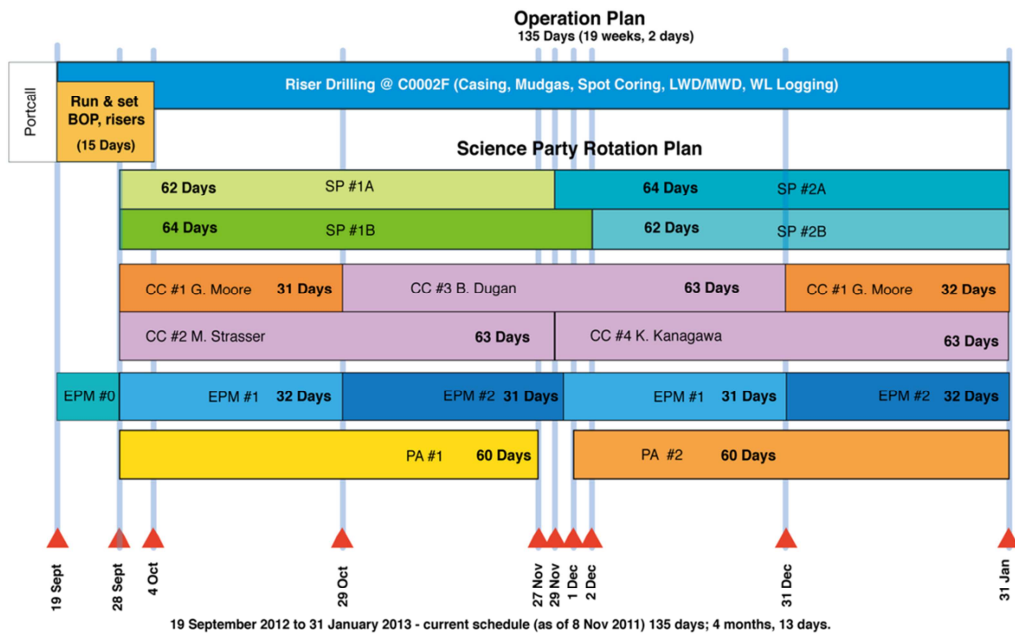 Operation Plan
135 Days (19 weeks, 2 days)
Portcall
Riser Drilling @ C0002F (Casing, Mudgas, Spot Coring, LWD/MWD, WL Logging)
Run & set
BOP, risers
(15 Days)
Science Party Rotation Plan
62 Days SP #1A 64 Days SP #2A
64 Days SP #1B 62 Days SP #2B
CC #1 G. Moore 31 Days CC #3 B. Dugan 63 Days CC #1 G. Moore 32 Days
CC #2 M. Strasser 63 Days CC #4 K. Kanagawa 63 Days
EPM #0 EPM #1 32 Days EPM #2 31 Days EPM #1 31 Days EPM #2 32 Days
PA #1 60 Days PA #2 60 Days
19 Sept 28 Sept 4 Oct 29 Oct 27 Nov 29 Nov 1 Dec 2 Dec 31 Dec 31 Jan
19 September 2012 to 31 January 2013 - current schedule (as of 8 Nov 2011) 135 days; 4 months, 13 days.